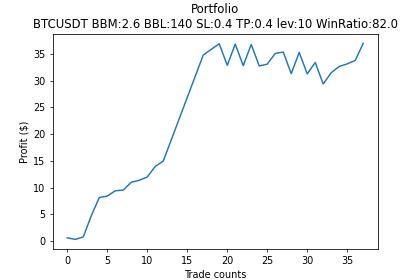 Portfolio
BTCUSDT BBM:2.6 BBL:140 SL:0.4 TP:0.4 lev:10 WinRatio:82.0
35
30
25
20
15
10
5
0
Profit ($)
0 5 10 15 20 25 30 35
Trade counts